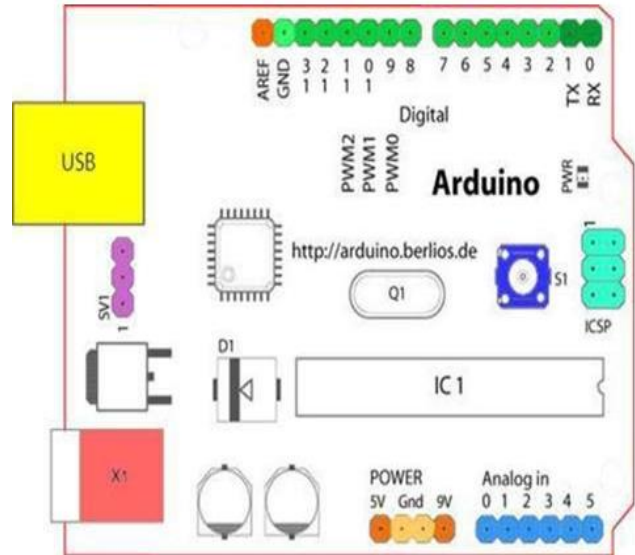 AREF
GND
13
12
11
10
9
8
7
6
5
4
3
2
1
0
TX
RX
Digital
PWM2
PWM1
PWM0
Arduino
PWR
USB
http://arduino.berlios.de
SV1
1
Q1
S1
1
ICSP
D1
IC 1
X1
POWER
5V Gnd 9V
Analog in
0 1 2 3 4 5